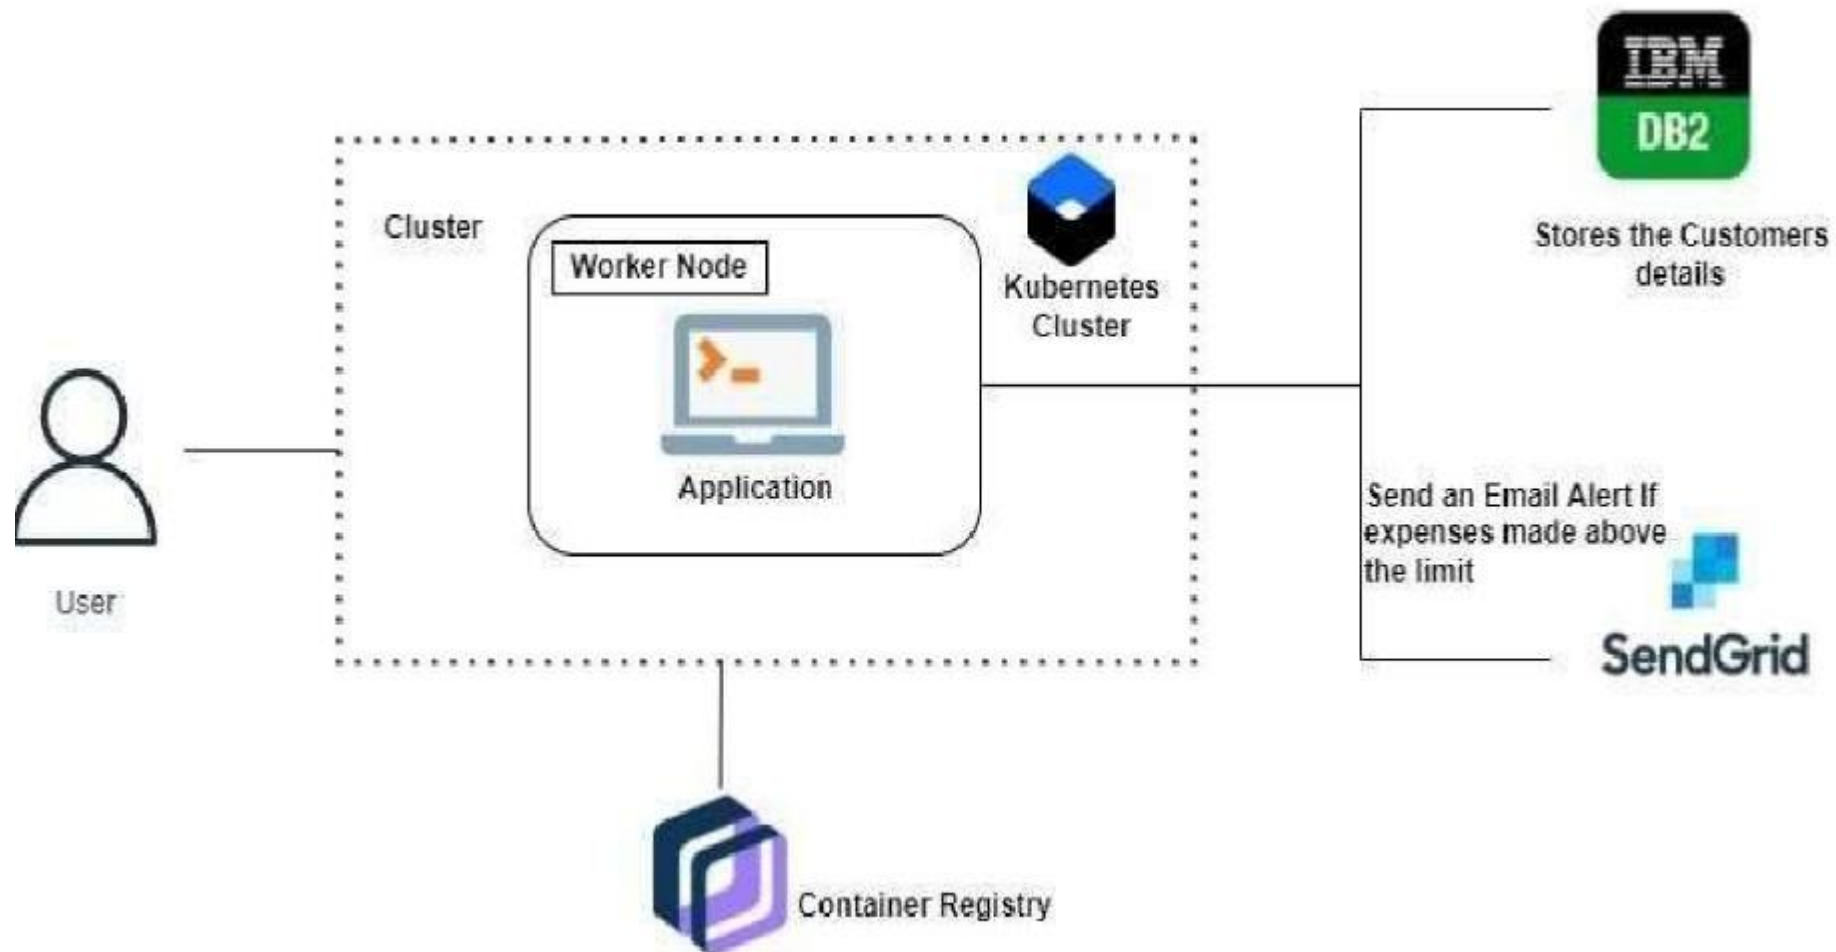 IBM
DB2
Stores the Customers
details
Cluster
Worker Node
Kubernetes
Cluster
Application
User
Send an Email Alert If
expenses made above
the limit
SendGrid
Container Registry